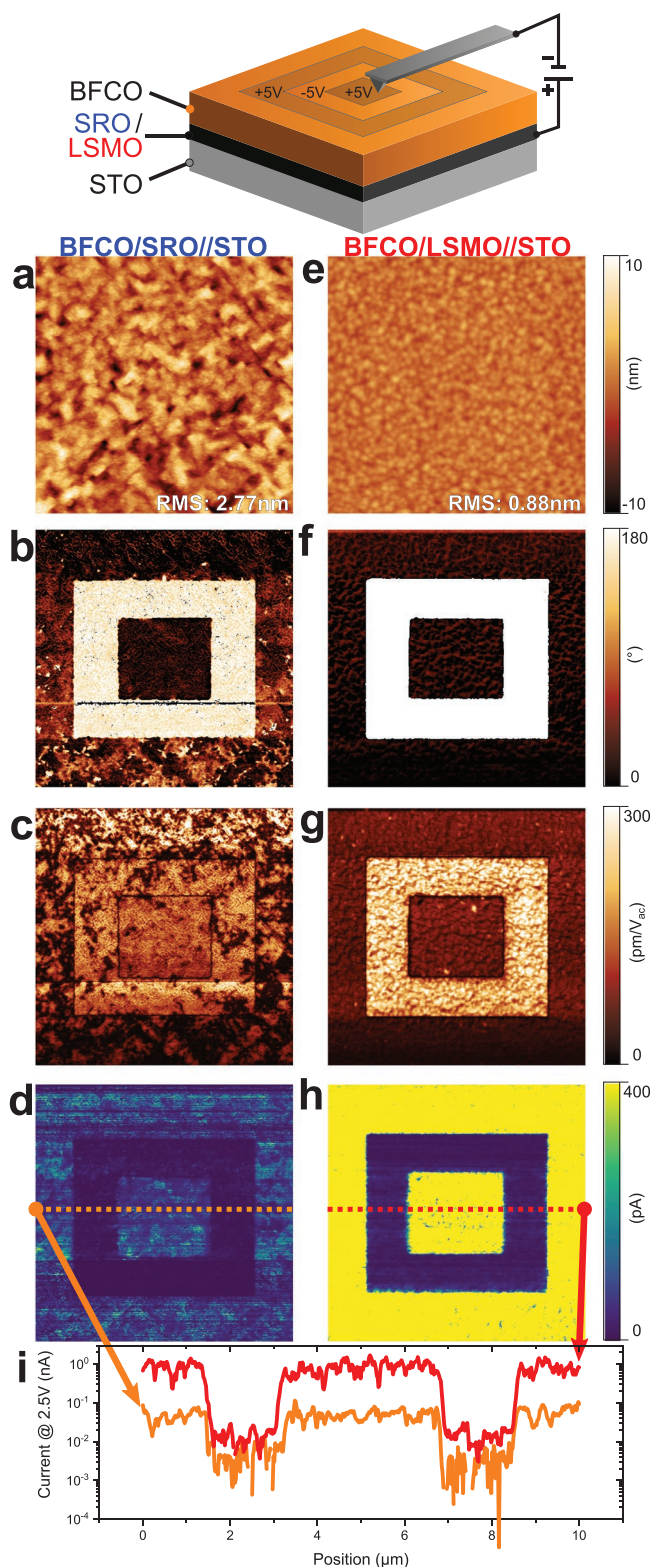 BFCO
SRO /
LSMO
STO
+5V
-5V
+5V
-
+
BFCO/SRO//STO
BFCO/LSMO//STO
a
RMS: 2.77nm
e
RMS: 0.88nm
10
(nm)
-10
b
f
180
(°)
0
c
g
300
(pm/Vac)
0
d
h
400
(pA)
0
i
Current @ 2.5V (nA)
10⁰
10⁻¹
10⁻²
10⁻³
10⁻⁴
0 2 4 6 8 10
Position (µm)